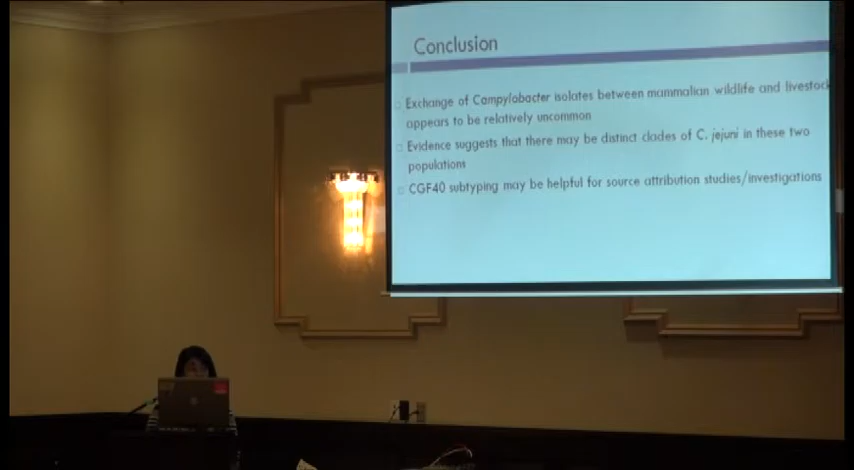 Conclusion
Exchange of Campylobacter isolates between mammalian wildlife and livestock
appears to be relatively uncommon
Evidence suggests that there may be distinct clades of C. jejuni in these two
populations
CGF40 subtyping may be helpful for source attribution studies/investigations